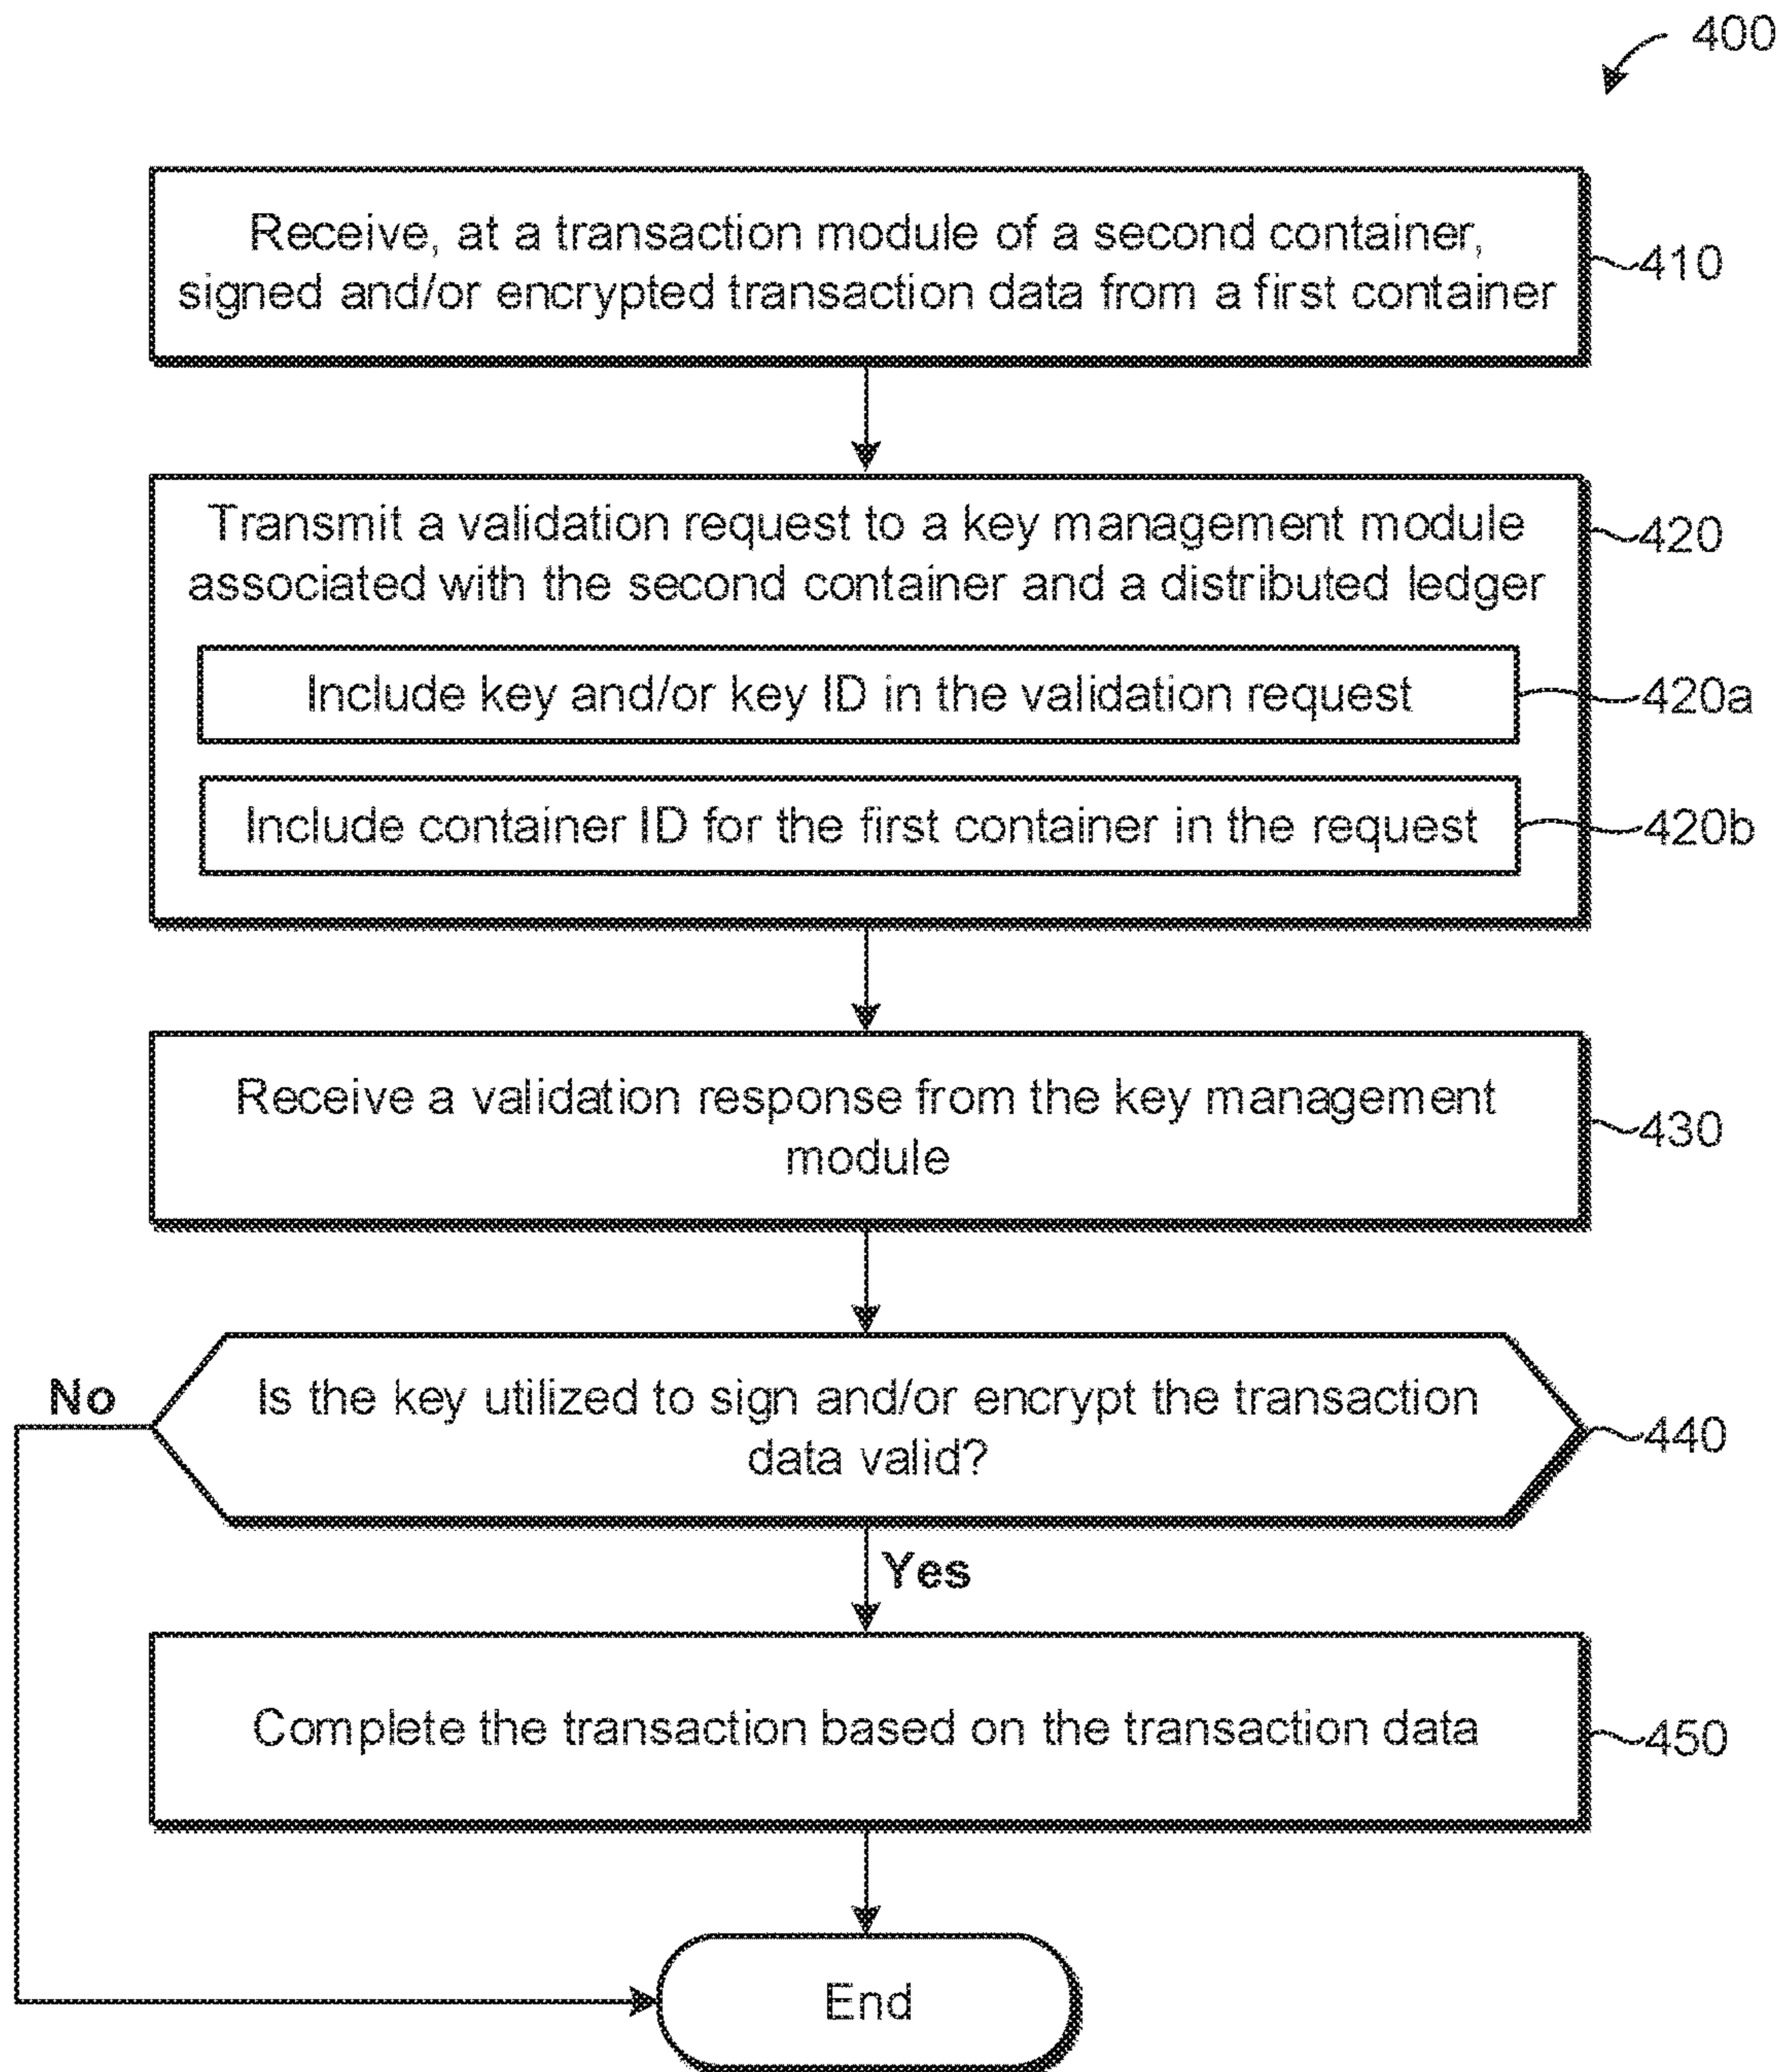 400
Receive, at a transaction module of a second container,
signed and/or encrypted transaction data from a first container
410
Transmit a validation request to a key management module
associated with the second container and a distributed ledger
420
Include key and/or key ID in the validation request
420a
Include container ID for the first container in the request
420b
Receive a validation response from the key management
module
430
No
Is the key utilized to sign and/or encrypt the transaction
data valid?
440
Yes
Complete the transaction based on the transaction data
450
End